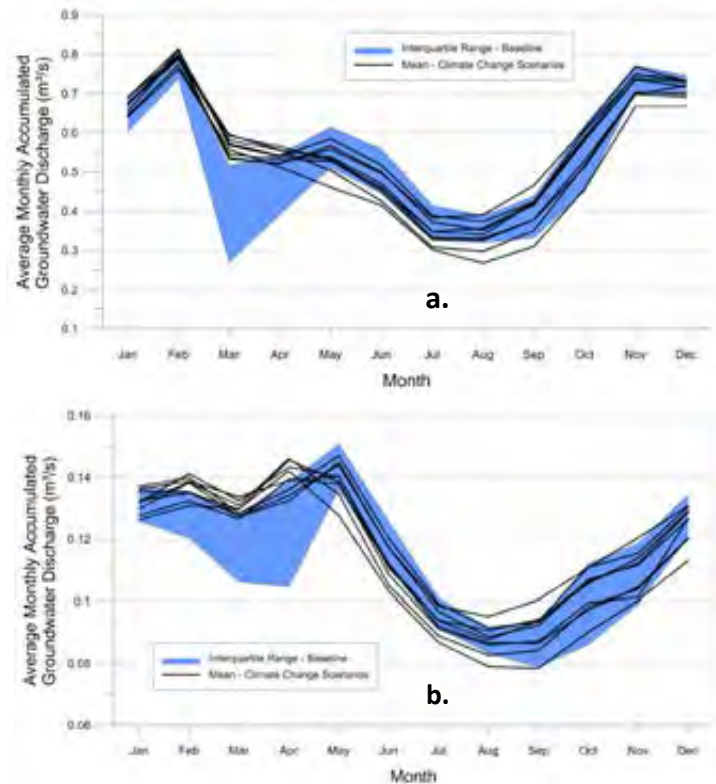 0.9
0.8
0.7
0.6
0.5
0.4
0.3
0.2
0.1
Average Monthly Accumulated
Groundwater Discharge (m³/s)
Interquartile Range - Baseline
Mean - Climate Change Scenarios
a.
Jan Feb Mar Apr May Jun Jul Aug Sep Oct Nov Dec
Month
0.16
0.14
0.12
0.1
0.08
0.06
Average Monthly Accumulated
Groundwater Discharge (m³/s)
Interquartile Range - Baseline
Mean - Climate Change Scenarios
b.
Jan Feb Mar Apr May Jun Jul Aug Sep Oct Nov Dec
Month